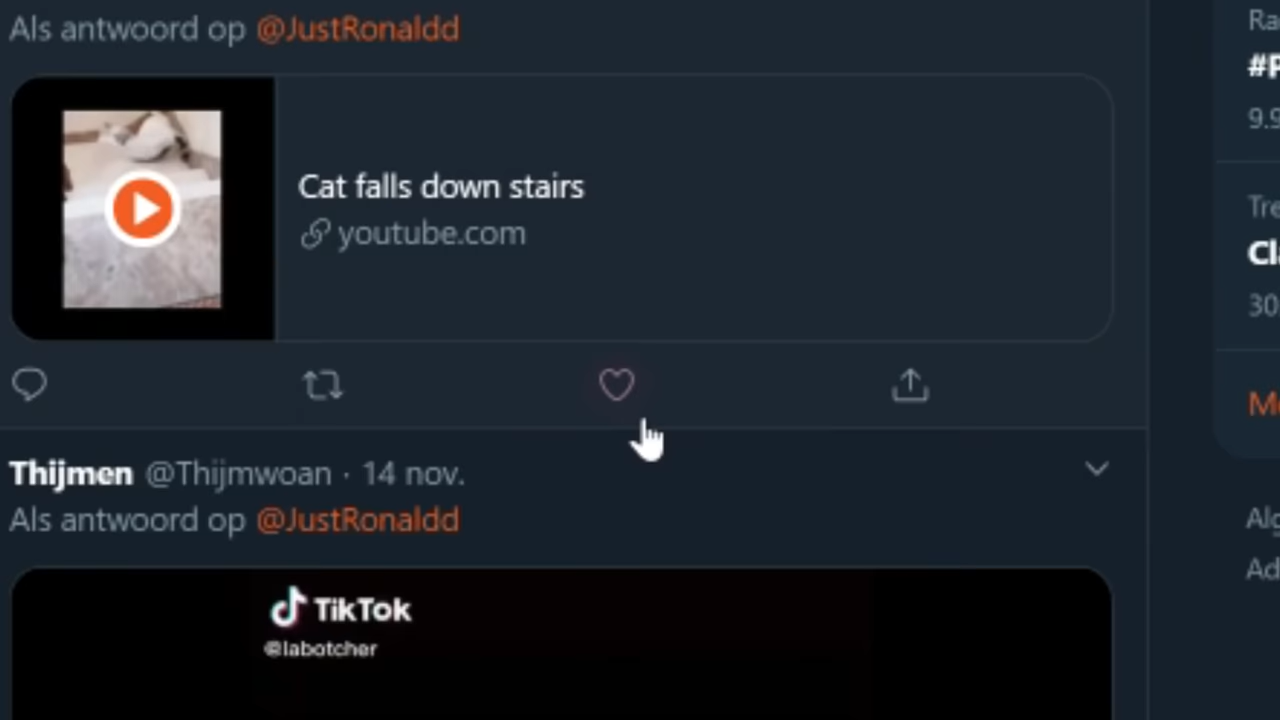 Als antwoord op @JustRonaldd
Cat falls down stairs
youtube.com
Thijmen @Thijmwoan · 14 nov.
Als antwoord op @JustRonaldd
TikTok
@labotcher